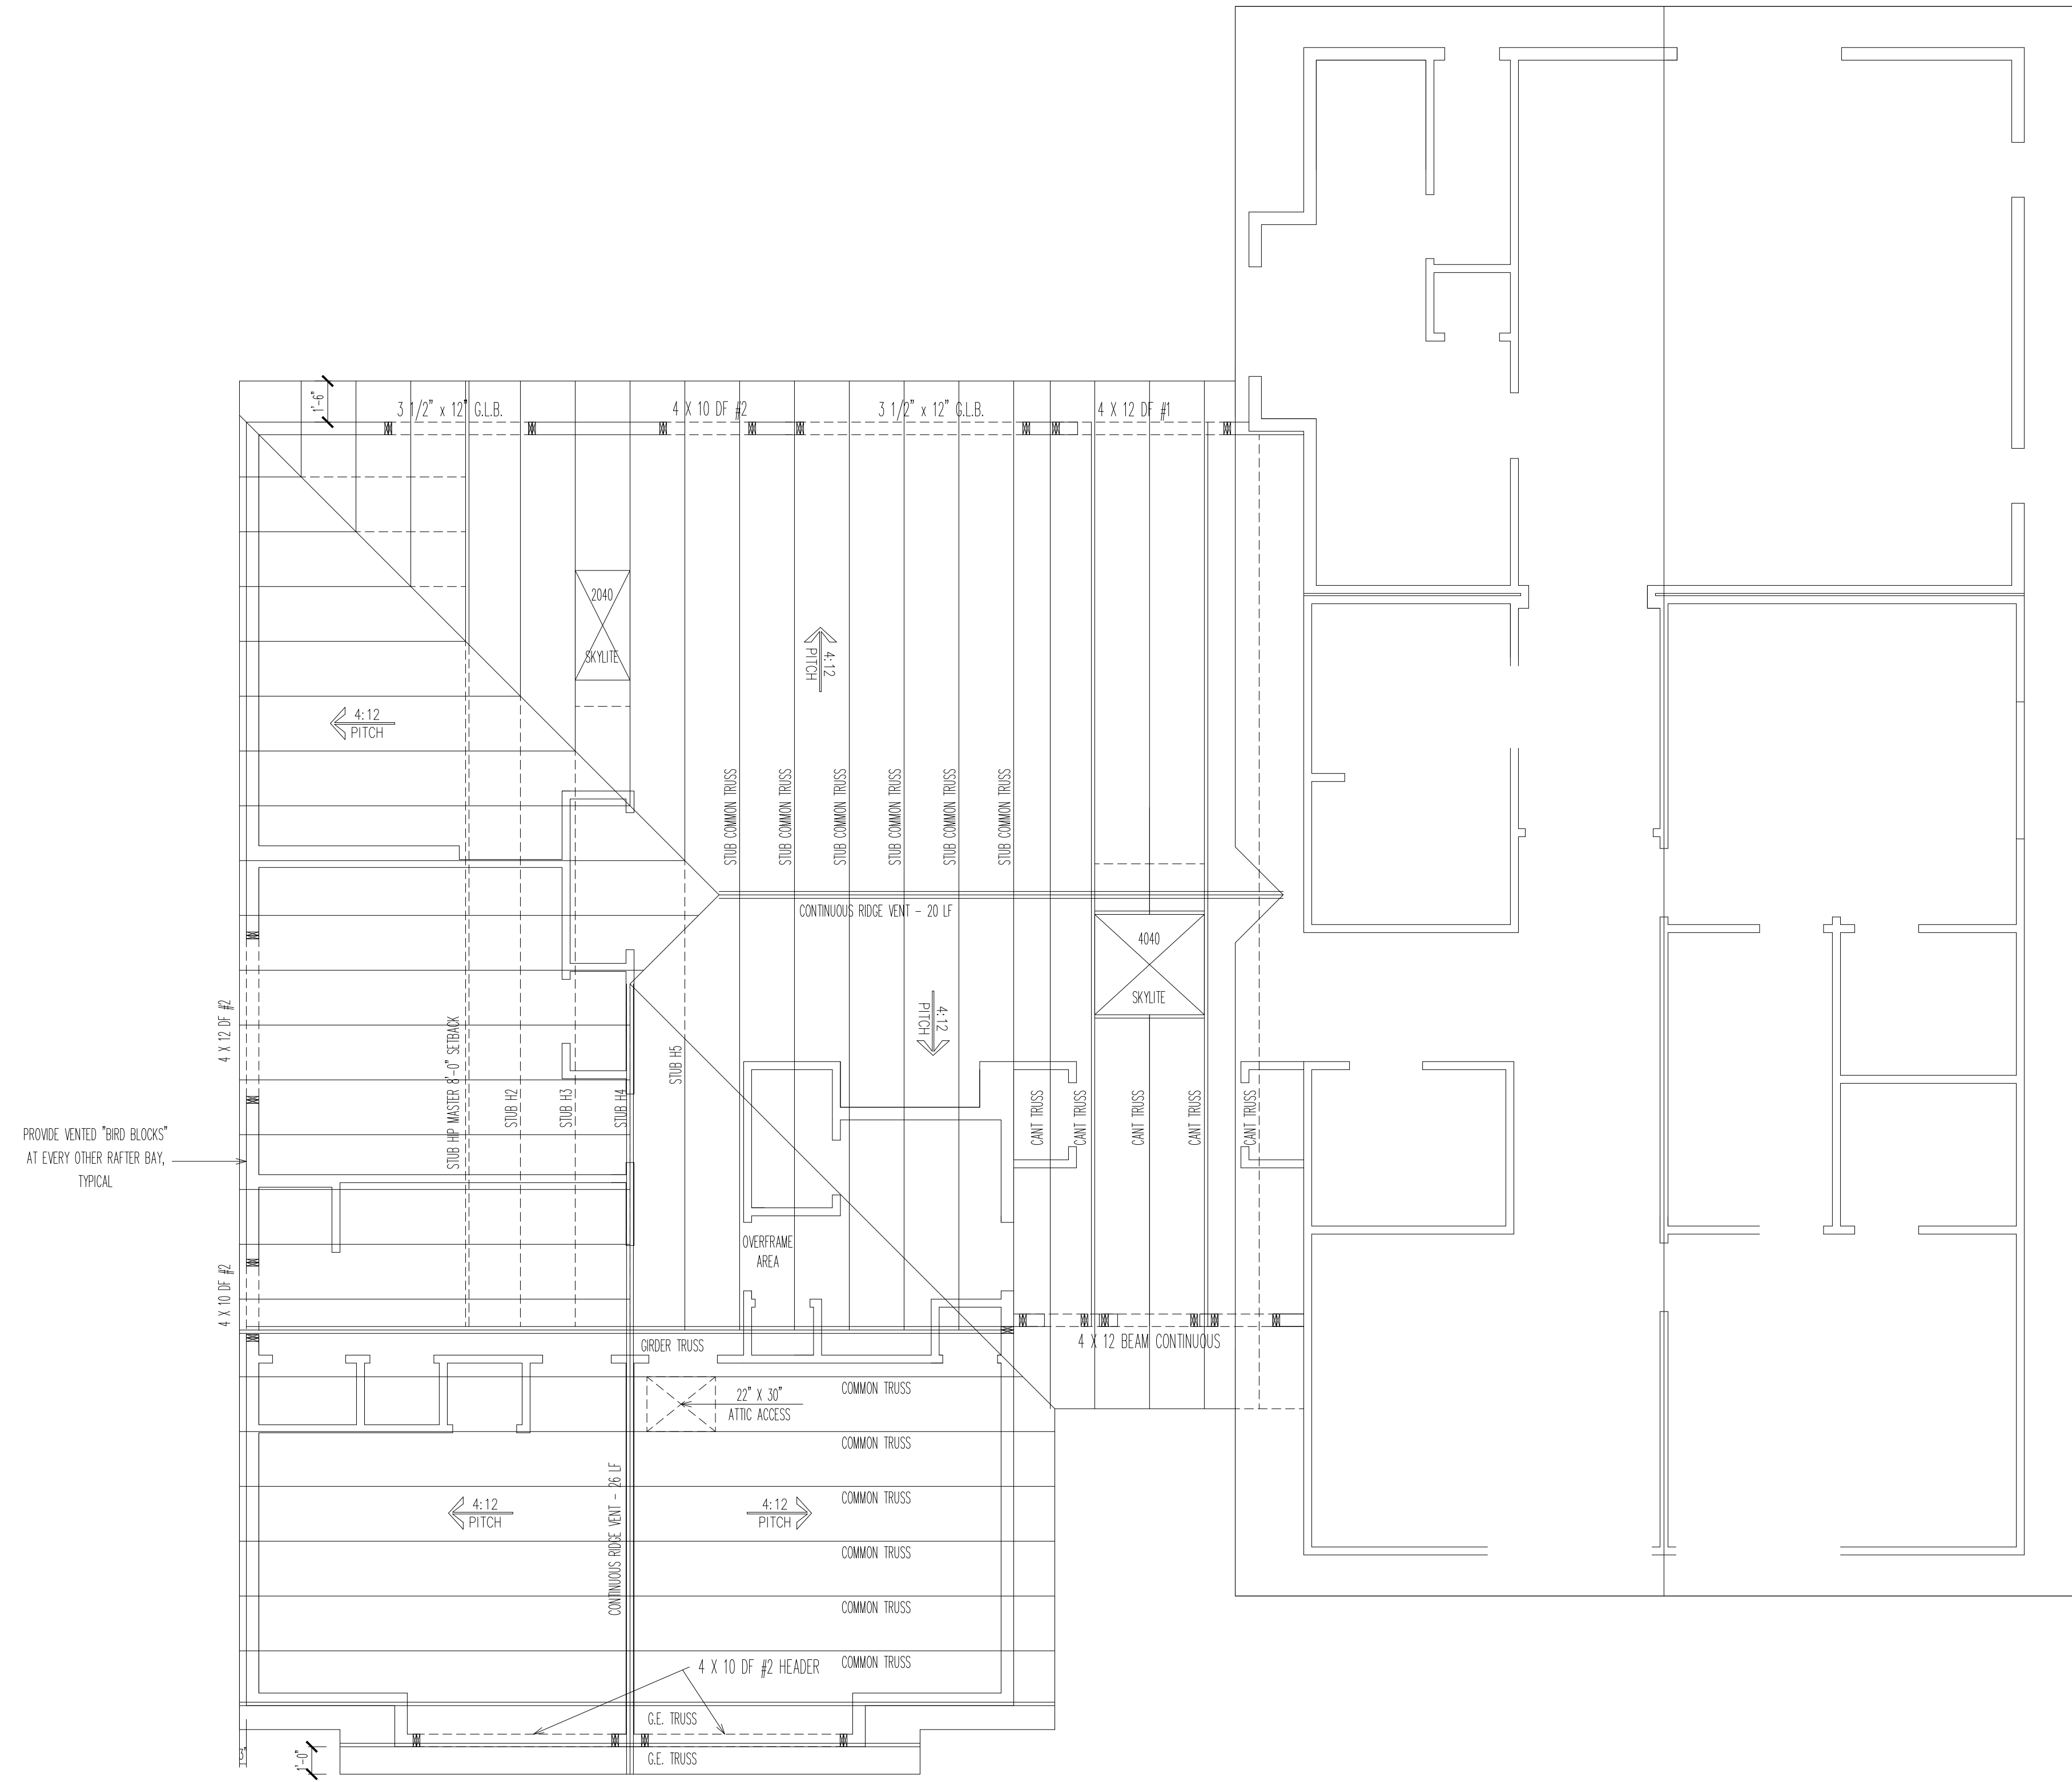 1'-6"
3 1/2" x 12" G.L.B.
4 X 10 DF #2
3 1/2" x 12" G.L.B.
4 X 12 DF #1
2040
SKYLITE
4:12
PITCH
4:12
PITCH
STUB COMMON TRUSS
STUB COMMON TRUSS
STUB COMMON TRUSS
STUB COMMON TRUSS
STUB COMMON TRUSS
STUB COMMON TRUSS
CONTINUOUS RIDGE VENT - 20 LF
4040
SKYLITE
4:12
PITCH
4 X 12 DF #2
STUB HIP MASTER 8'-0" SETBACK
STUB H2
STUB H3
STUB H4
STUB H5
CANT TRUSS
CANT TRUSS
CANT TRUSS
CANT TRUSS
CANT TRUSS
PROVIDE VENTED "BIRD BLOCKS"
AT EVERY OTHER RAFTER BAY,
TYPICAL
OVERFRAME
AREA
4 X 10 DF #2
GIRDER TRUSS
4 X 12 BEAM CONTINUOUS
22" X 30"
ATTIC ACCESS
COMMON TRUSS
COMMON TRUSS
CONTINUOUS RIDGE VENT - 26 LF
4:12
PITCH
4:12
PITCH
COMMON TRUSS
COMMON TRUSS
COMMON TRUSS
COMMON TRUSS
4 X 10 DF #2 HEADER
G.E. TRUSS
G.E. TRUSS
3"
1'-0"